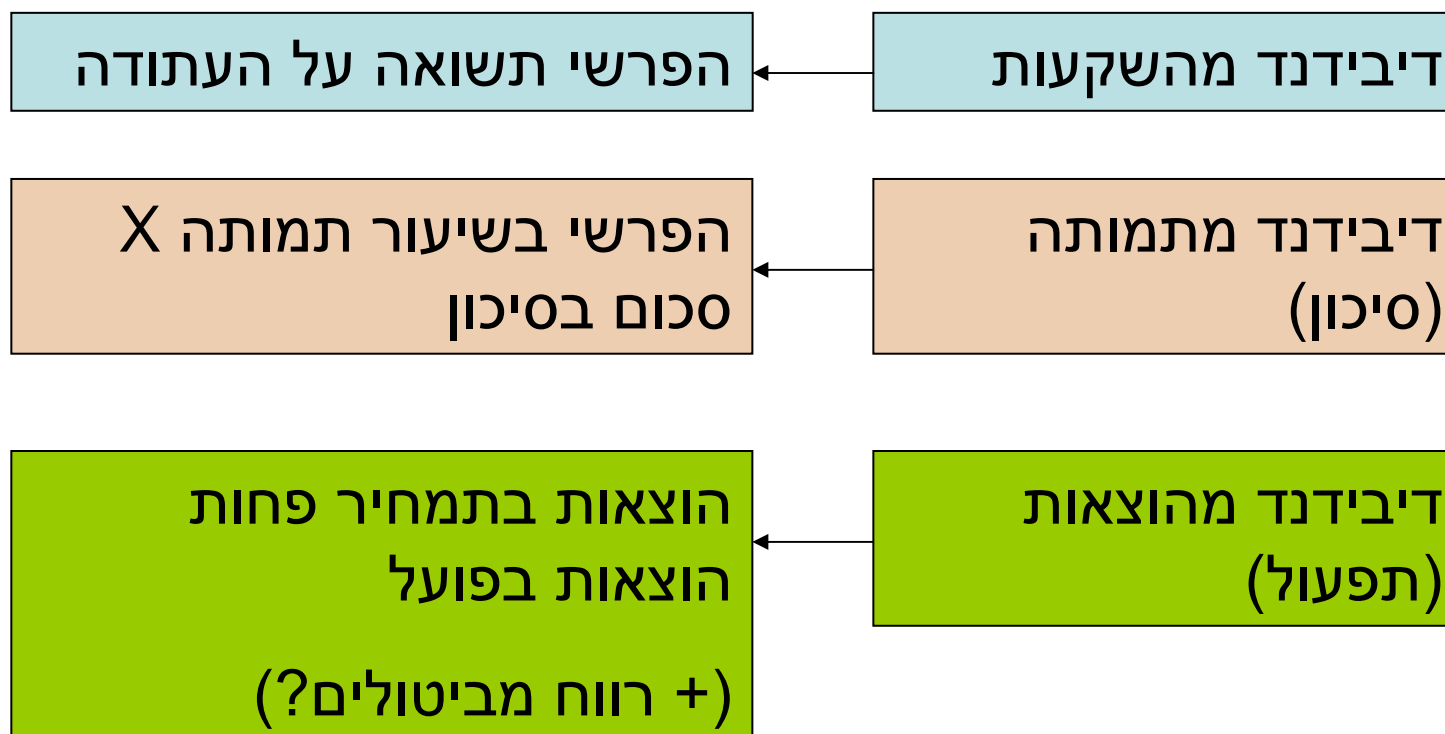 דיבידנד מהשקעות
הפרשי תשואה על העתודה
דיבידנד מתמותה
(סיכון)
הפרשי בשיעור תמותה X
סכום בסיכון
דיבידנד מהוצאות
(תפעול)
הוצאות בתמחיר פחות
הוצאות בפועל
(+ רווח מביטולים?)